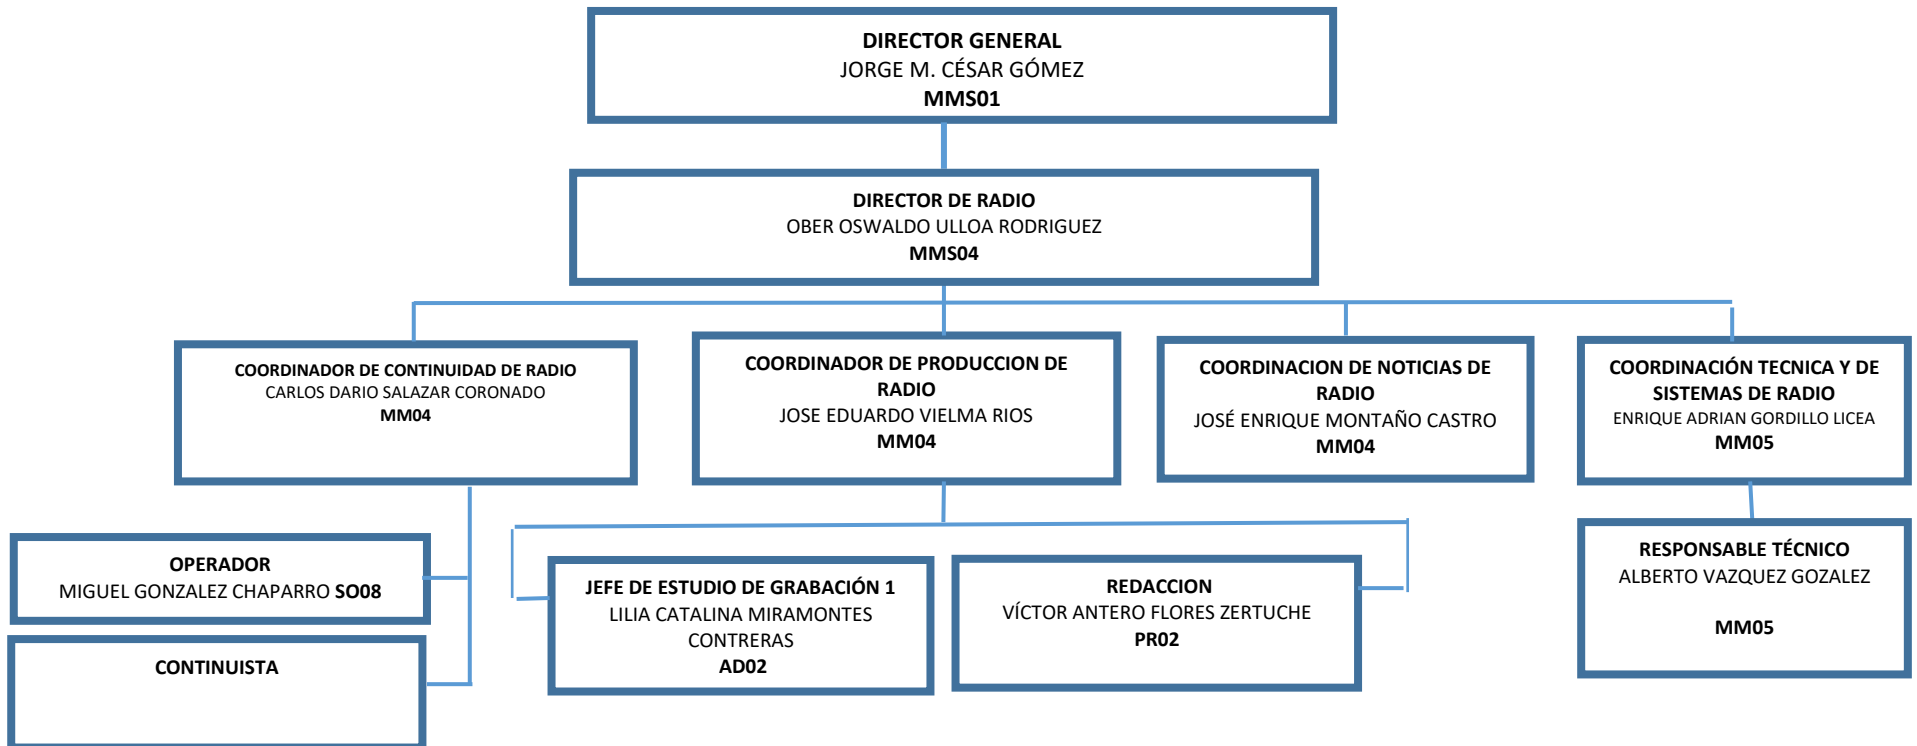 DIRECTOR GENERAL
JORGE M. CÉSAR GÓMEZ
MMS01
DIRECTOR DE RADIO
OBER OSWALDO ULLOA RODRIGUEZ
MMS04
COORDINADOR DE CONTINUIDAD DE RADIO
CARLOS DARIO SALAZAR CORONADO
MM04
COORDINADOR DE PRODUCCION DE
RADIO
JOSE EDUARDO VIELMA RIOS
MM04
COORDINACION DE NOTICIAS DE
RADIO
JOSÉ ENRIQUE MONTAÑO CASTRO
MM04
COORDINACIÓN TECNICA Y DE
SISTEMAS DE RADIO
ENRIQUE ADRIAN GORDILLO LICEA
MM05
OPERADOR
MIGUEL GONZALEZ CHAPARRO SO08
CONTINUISTA
JEFE DE ESTUDIO DE GRABACIÓN 1
LILIA CATALINA MIRAMONTES
CONTRERAS
AD02
REDACCION
VÍCTOR ANTERO FLORES ZERTUCHE
PR02
RESPONSABLE TÉCNICO
ALBERTO VAZQUEZ GOZALEZ
MM05